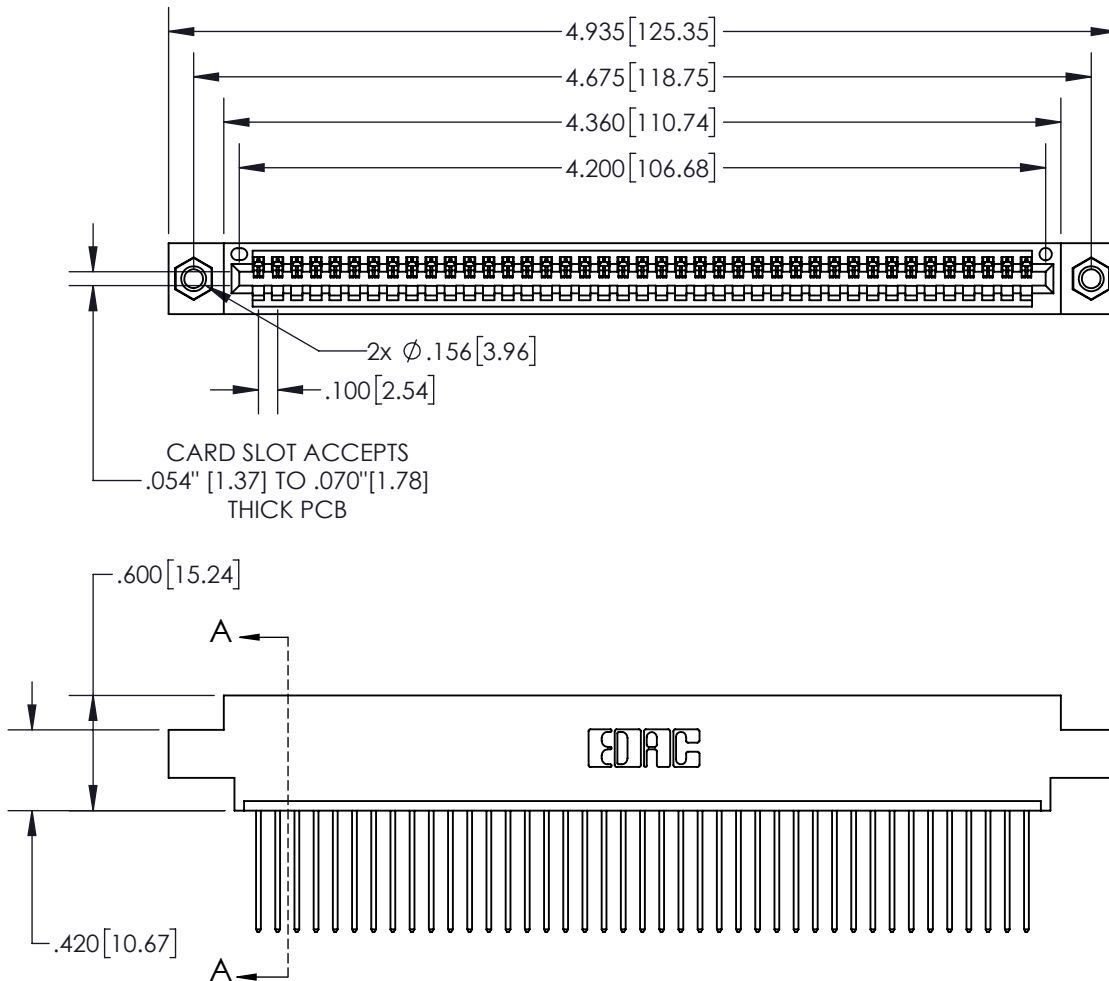 4.935[125.35]
4.675[118.75]
4.360[110.74]
4.200[106.68]
2x Ø .156[3.96]
.100[2.54]
CARD SLOT ACCEPTS
.054" [1.37] TO .070"[1.78]
THICK PCB
.600[15.24]
A
EDAC
.420[10.67]
A